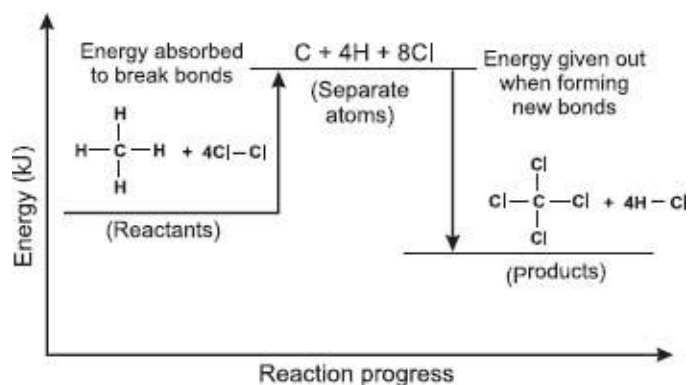 Energy (kJ)
Energy absorbed
to break bonds
C + 4H + 8Cl
(Separate
atoms)
Energy given out
when forming
new bonds
H
H—C—H + 4Cl—Cl
H
(Reactants)
Cl
Cl—C—Cl + 4H — Cl
Cl
(Products)
Reaction progress